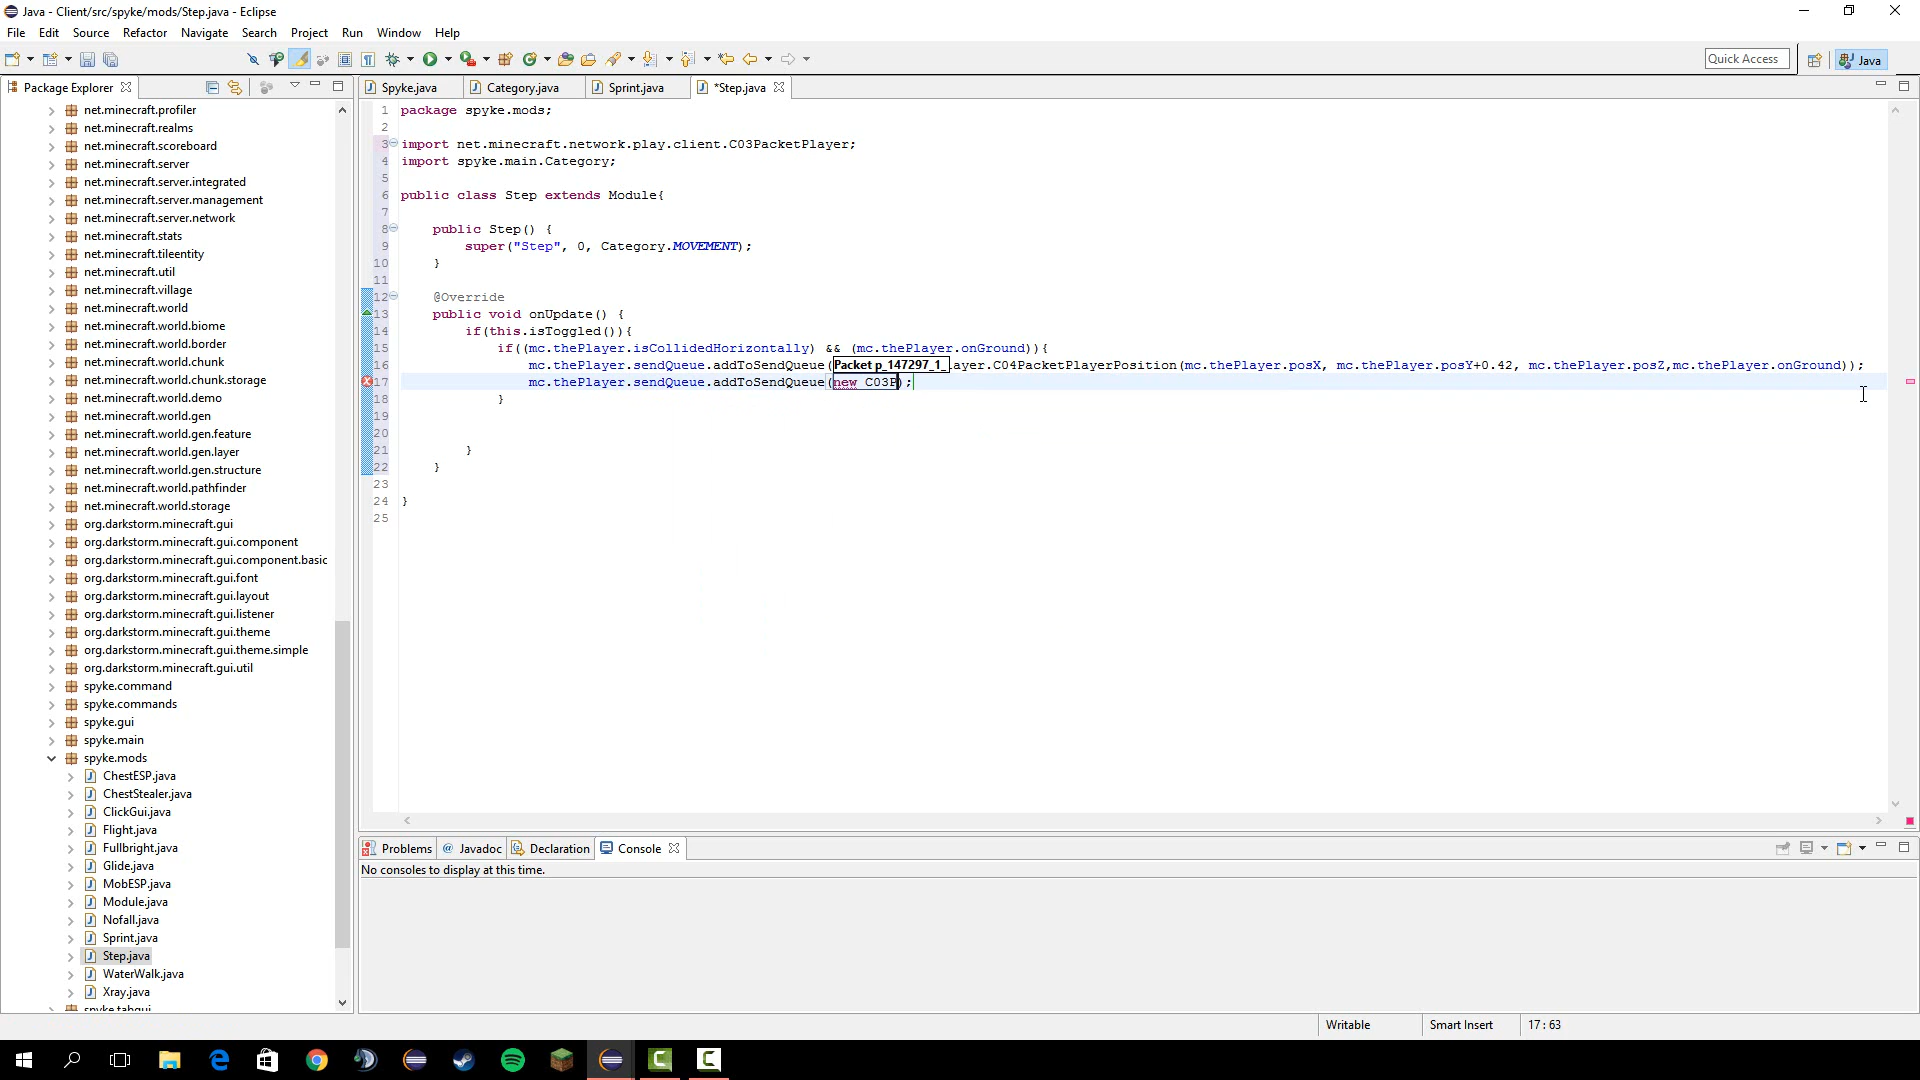 Java - Client/src/spyke/mods/Step.java - Eclipse
File Edit Source Refactor Navigate Search Project Run Window Help
Quick Access
Java
Package Explorer
Spyke.java Category.java Sprint.java *Step.java
net.minecraft.profiler
net.minecraft.realms
net.minecraft.scoreboard
net.minecraft.server
net.minecraft.server.integrated
net.minecraft.server.management
net.minecraft.server.network
net.minecraft.stats
net.minecraft.tileentity
net.minecraft.util
net.minecraft.village
net.minecraft.world
net.minecraft.world.biome
net.minecraft.world.border
net.minecraft.world.chunk
net.minecraft.world.chunk.storage
net.minecraft.world.demo
net.minecraft.world.gen
net.minecraft.world.gen.feature
net.minecraft.world.gen.layer
net.minecraft.world.gen.structure
net.minecraft.world.pathfinder
net.minecraft.world.storage
org.darkstorm.minecraft.gui
org.darkstorm.minecraft.gui.component
org.darkstorm.minecraft.gui.component.basic
org.darkstorm.minecraft.gui.font
org.darkstorm.minecraft.gui.layout
org.darkstorm.minecraft.gui.listener
org.darkstorm.minecraft.gui.theme
org.darkstorm.minecraft.gui.theme.simple
org.darkstorm.minecraft.gui.util
spyke.command
spyke.commands
spyke.gui
spyke.main
spyke.mods
ChestESP.java
ChestStealer.java
ClickGui.java
Flight.java
Fullbright.java
Glide.java
MobESP.java
Module.java
Nofall.java
Sprint.java
Step.java
WaterWalk.java
Xray.java
spyke.tabgui
1 package spyke.mods;
2
3 import net.minecraft.network.play.client.C03PacketPlayer;
4 import spyke.main.Category;
5
6 public class Step extends Module{
7
8 public Step() {
9 super("Step", 0, Category.MOVEMENT);
10 }
11
12 @Override
13 public void onUpdate() {
14 if(this.isToggled()){
15 if((mc.thePlayer.isCollidedHorizontally) && (mc.thePlayer.onGround)){
16 mc.thePlayer.sendQueue.addToSendQueue( Packet p_147297_1_ layer.C04PacketPlayerPosition(mc.thePlayer.posX, mc.thePlayer.posY+0.42, mc.thePlayer.posZ,mc.thePlayer.onGround));
17 mc.thePlayer.sendQueue.addToSendQueue(new C03P);
18 }
19
20
21 }
22 }
23
24 }
25
Problems @ Javadoc Declaration Console
No consoles to display at this time.
Writable Smart Insert 17 : 63